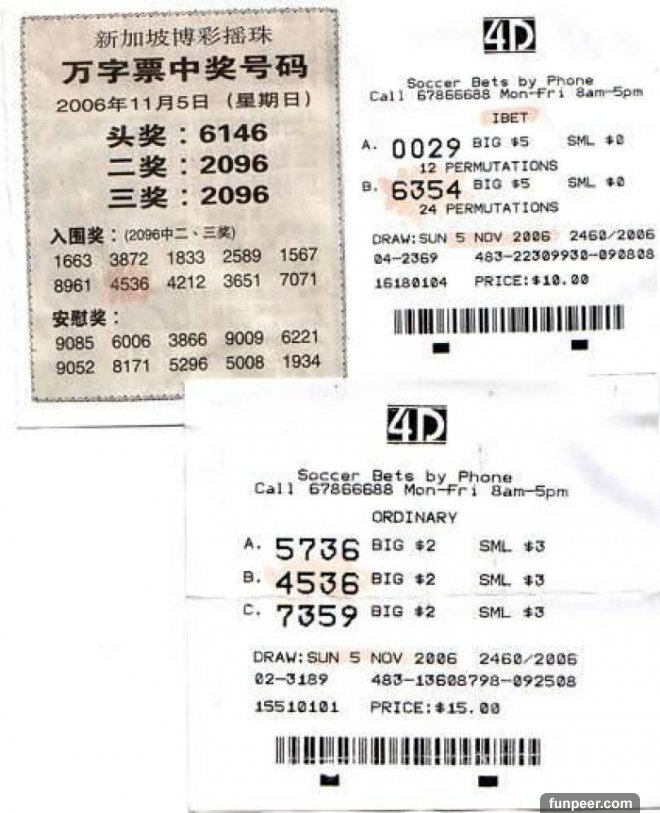 新加坡博彩摇珠
万字票中奖号码
2006年11月5日（星期日）
头奖：6146
二奖：2096
三奖：2096
入围奖：(2096中二、三奖)
1663 3872 1833 2589 1567
8961 4536 4212 3651 7071
安慰奖：
9085 6006 3866 9009 6221
9052 8171 5296 5008 1934
4D
Soccer Bets by Phone
Call 67866688 Mon-Fri 8am-5pm
IBET
A. 0029 BIG $5 SML $0
12 PERMUTATIONS
B. 6354 BIG $5 SML $0
24 PERMUTATIONS
DRAW:SUN 5 NOV 2006 2460/2006
04-2369 483-22309930-090808
16180104 PRICE:$10.00
4D
Soccer Bets by Phone
Call 67866688 Mon-Fri 8am-5pm
ORDINARY
A. 5736 BIG $2 SML $3
B. 4536 BIG $2 SML $3
C. 7359 BIG $2 SML $3
DRAW:SUN 5 NOV 2006 2460/2006
02-3189 483-13608798-092508
15510101 PRICE:$15.00
funpeer.com